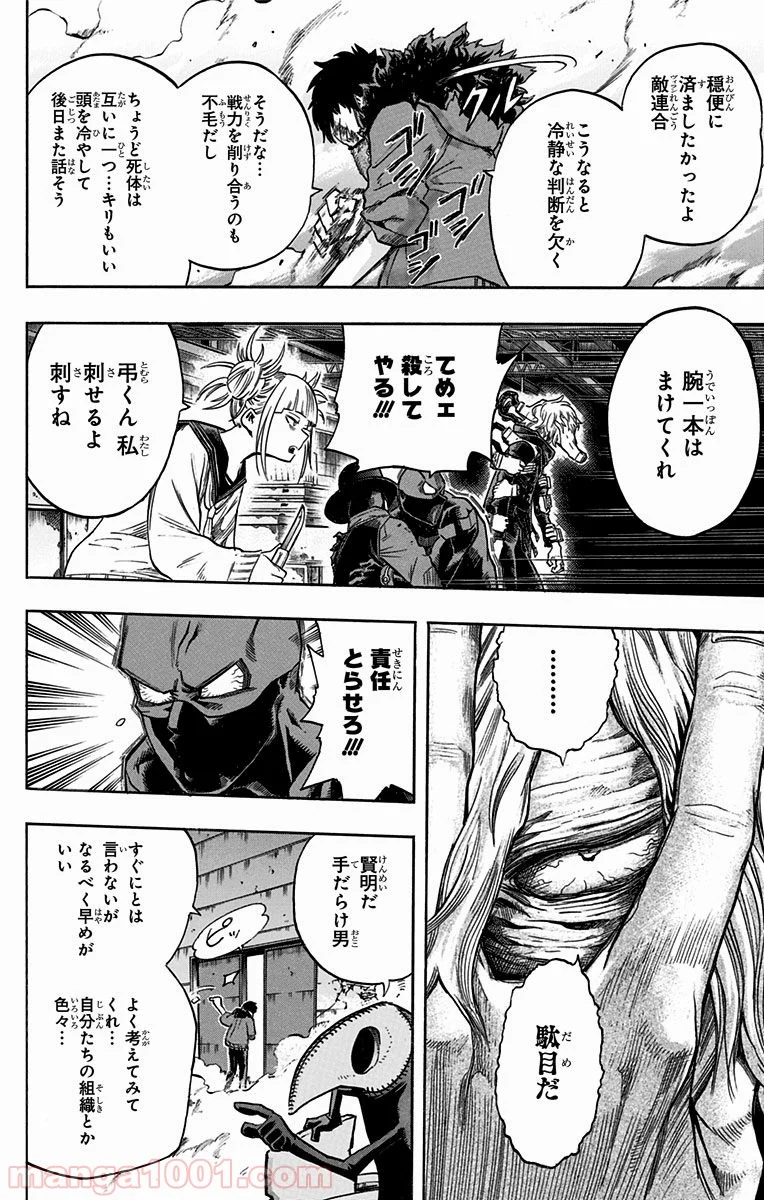 穏便に
済ましたかったよ
敵連合
こうなると
冷静な判断を欠く
そうだな…
戦力を削り合うのも
不毛だし
ちょうど死体は
互いに一つ…キリもいい
頭を冷やして
後日また話そう
ゴキ
ゴキ
ゴキ
腕一本は
まけてくれ
てめェ
殺して
やる!!!
弔くん 私
刺せるよ
刺すね
………
駄目だ
責任
とらせろ!!!
賢明だ
手だらけ男
すぐにとは
言わないが
なるべく早めが
いい
ピッ
よく考えてみて
くれ…
自分たちの組織とか
色々…
manga1001.com